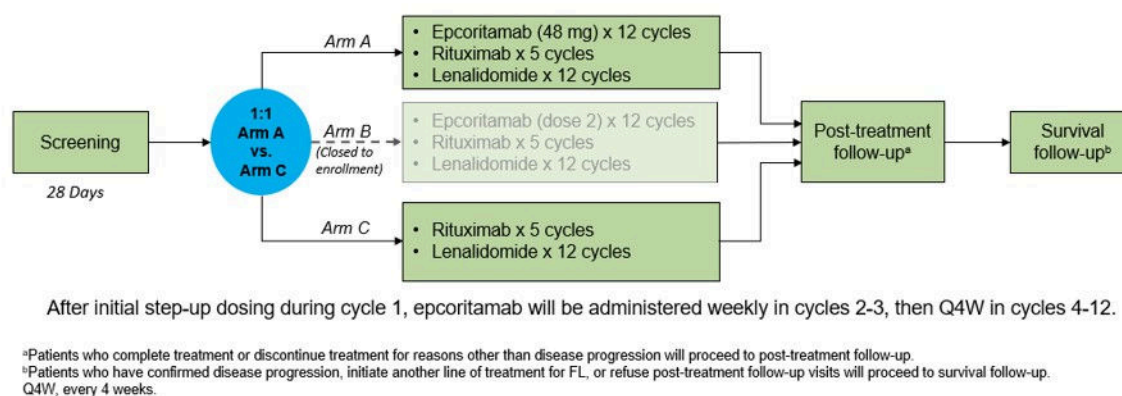 Screening
28 Days
1:1
Arm A
vs.
Arm C
Arm A
• Epcoritamab (48 mg) x 12 cycles
• Rituximab x 5 cycles
• Lenalidomide x 12 cycles
Arm B
(Closed to
enrollment)
• Epcoritamab (dose 2) x 12 cycles
• Rituximab x 5 cycles
• Lenalidomide x 12 cycles
Arm C
• Rituximab x 5 cycles
• Lenalidomide x 12 cycles
Post-treatment
follow-upᵃ
Survival
follow-upᵇ
After initial step-up dosing during cycle 1, epcoritamab will be administered weekly in cycles 2-3, then Q4W in cycles 4-12.
ᵃPatients who complete treatment or discontinue treatment for reasons other than disease progression will proceed to post-treatment follow-up.
ᵇPatients who have confirmed disease progression, initiate another line of treatment for FL, or refuse post-treatment follow-up visits will proceed to survival follow-up.
Q4W, every 4 weeks.